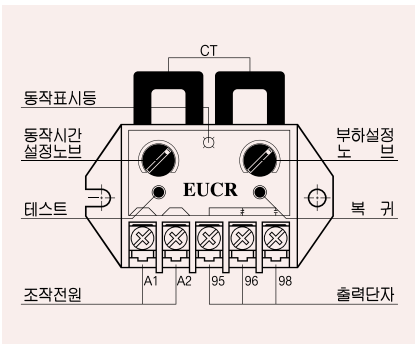 CT
동작표시등
동작시간
설정노브
부하설정
노 브
EUCR
테스트
복 귀
A1 A2 95 96 98
조작전원
출력단자